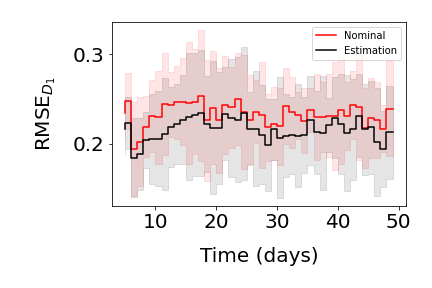 Nominal
Estimation
RMSE_{D_1}
0.3
0.2
10 20 30 40 50
Time (days)